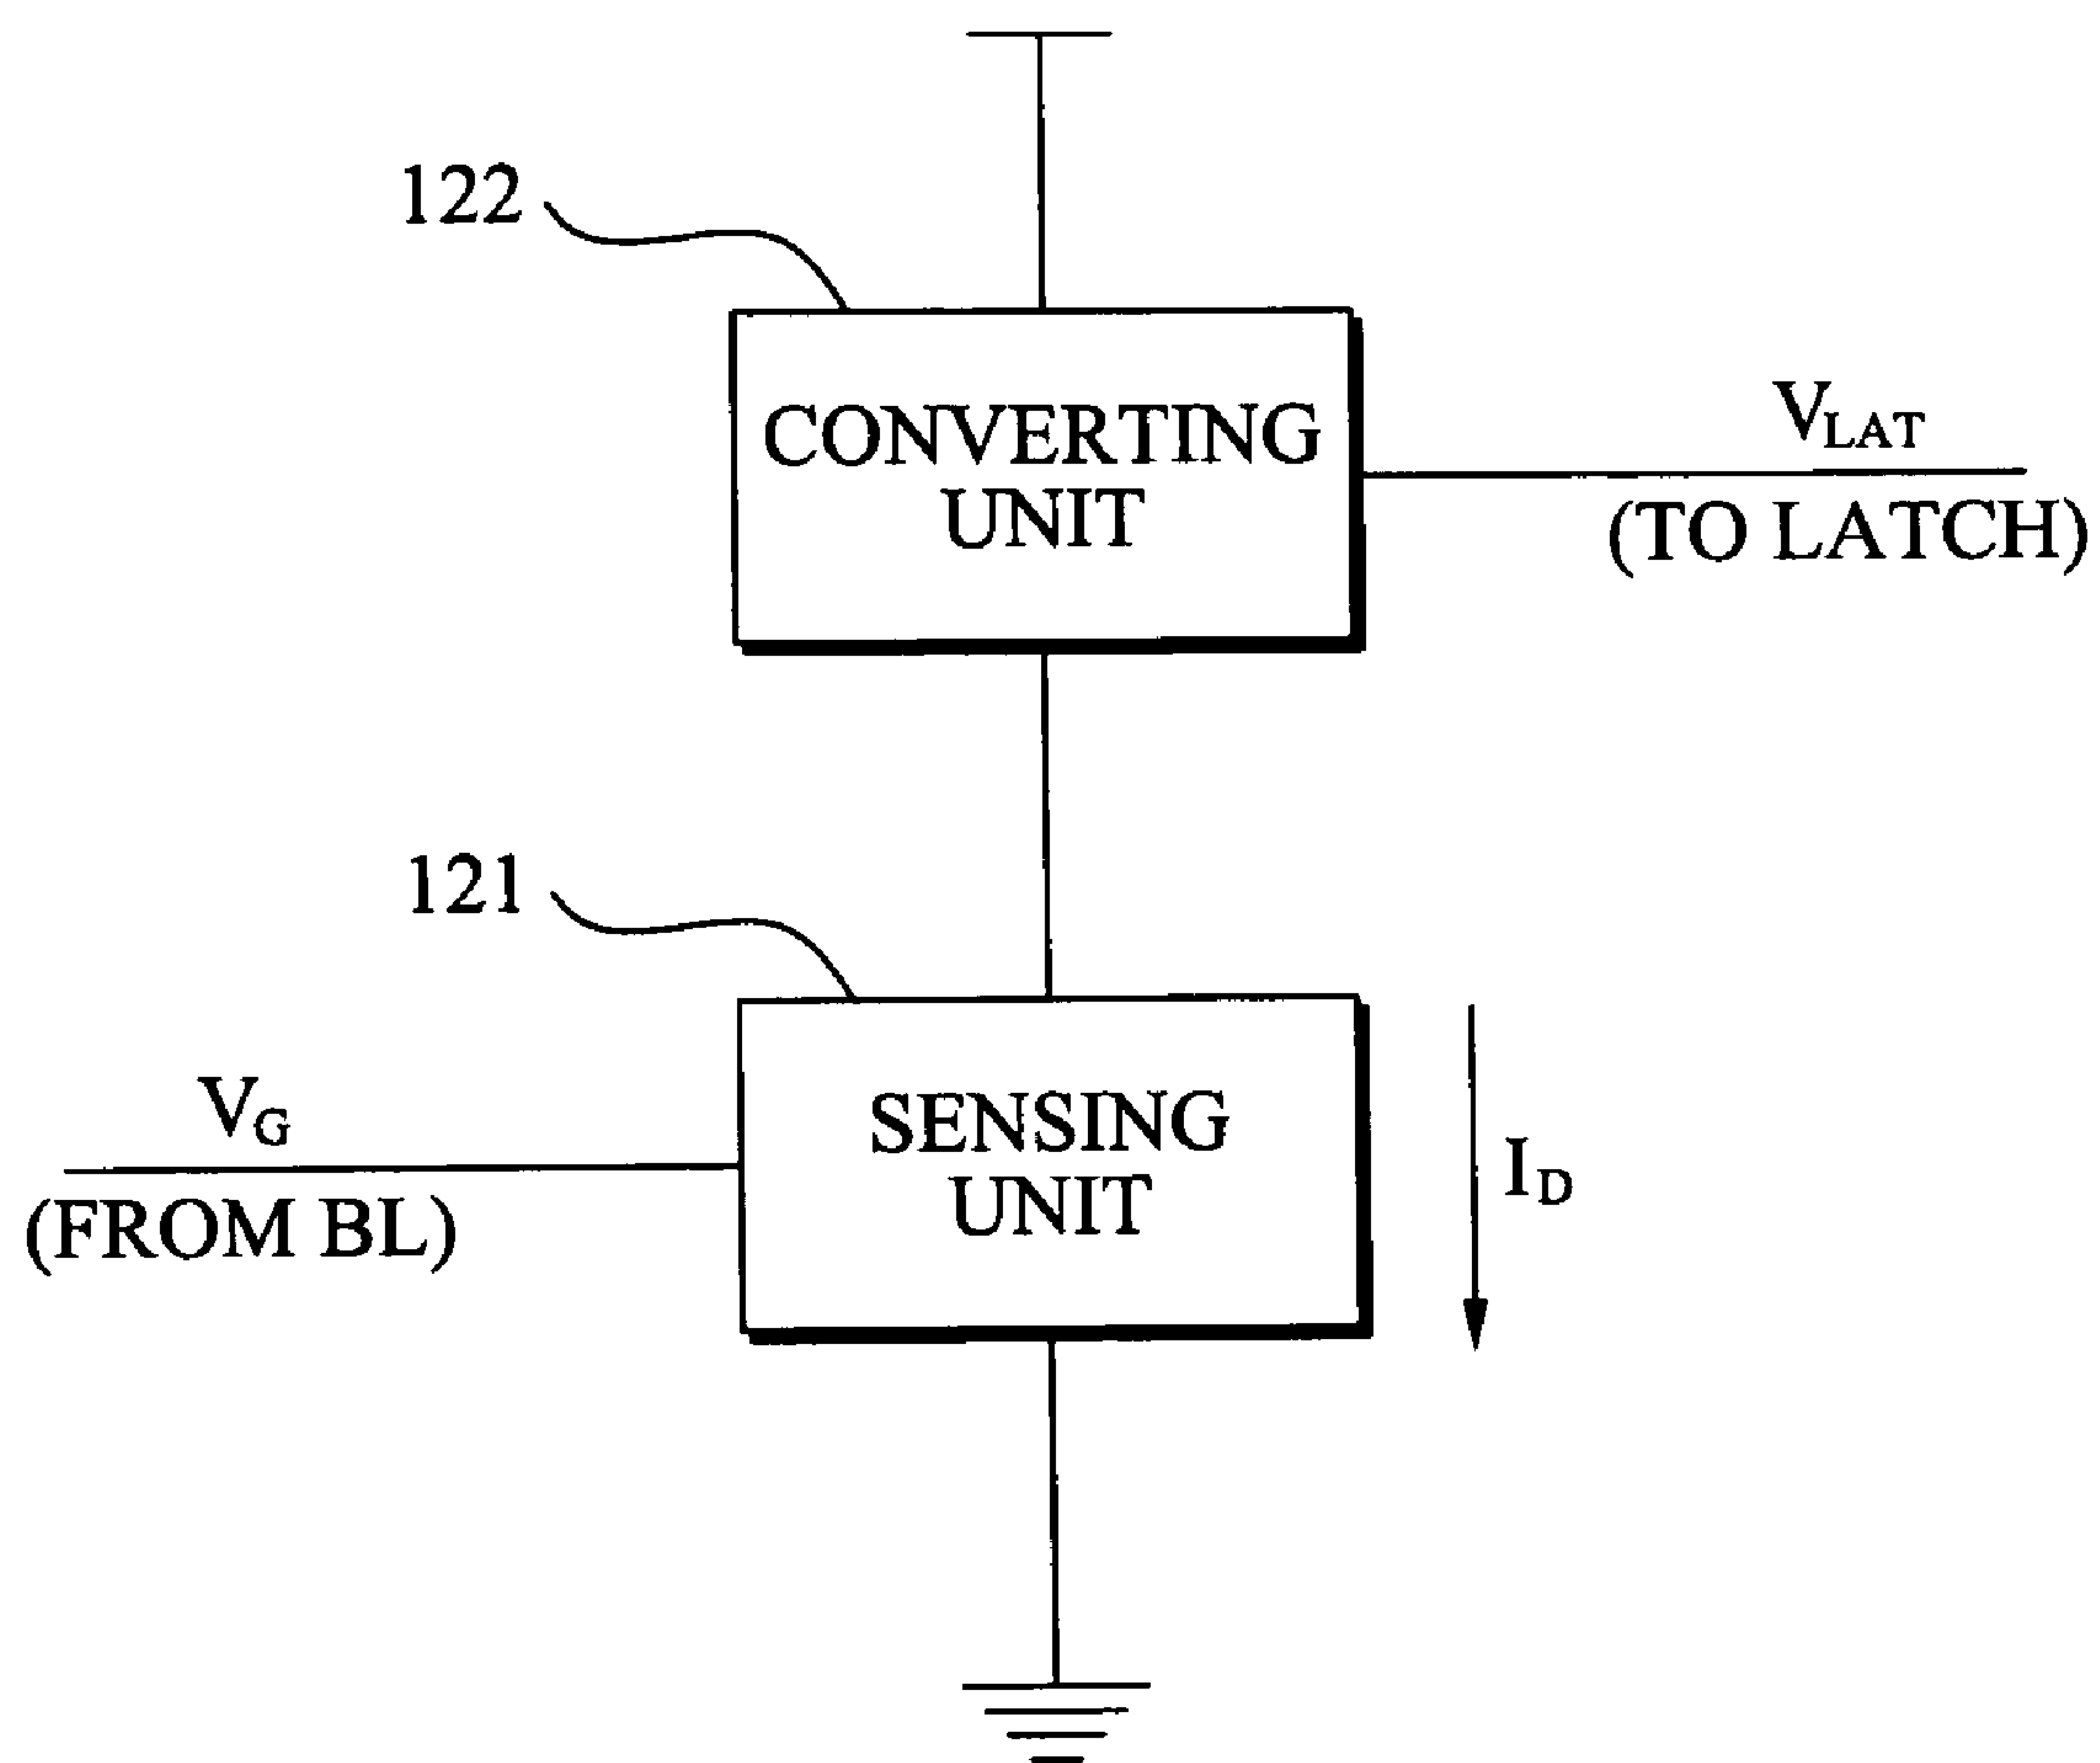 122
CONVERTING
UNIT
VLAT
(TO LATCH)
121
SENSING
UNIT
VG
(FROM BL)
ID